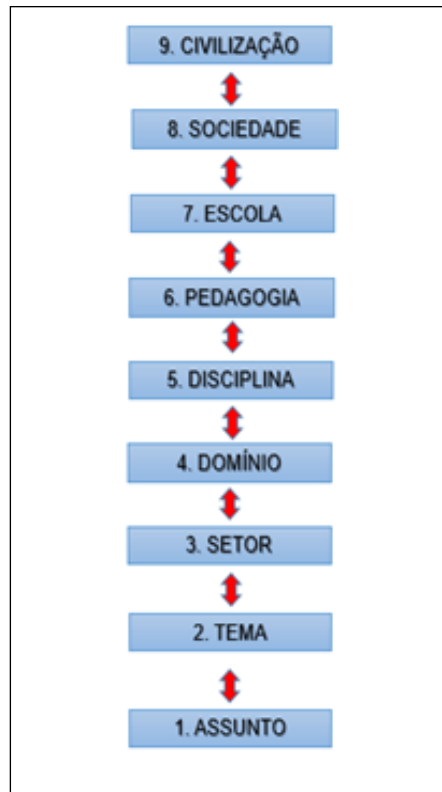 9. CIVILIZAÇÃO
8. SOCIEDADE
7. ESCOLA
6. PEDAGOGIA
5. DISCIPLINA
4. DOMÍNIO
3. SETOR
2. TEMA
1. ASSUNTO